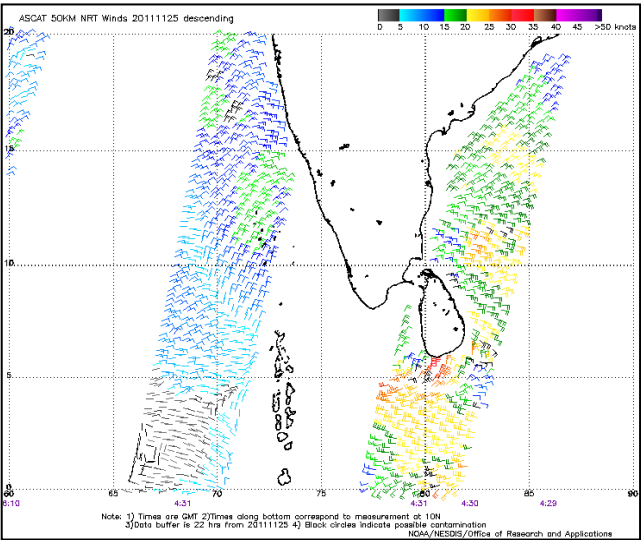 ASCAT 50KM NRT Winds 20111125 descending
0 5 10 15 20 25 30 35 40 45 >50 knots
20
15
10
5
0
60 65 70 75 80 85 90
6:10 4:31 4:31 4:30 4:29
Note: 1) Times are GMT 2)Times along bottom correspond to measurement at 10N
3)Data buffer is 22 hrs from 20111125 4) Black circles indicate possible contamination
NOAA/NESDIS/Office of Research and Applications